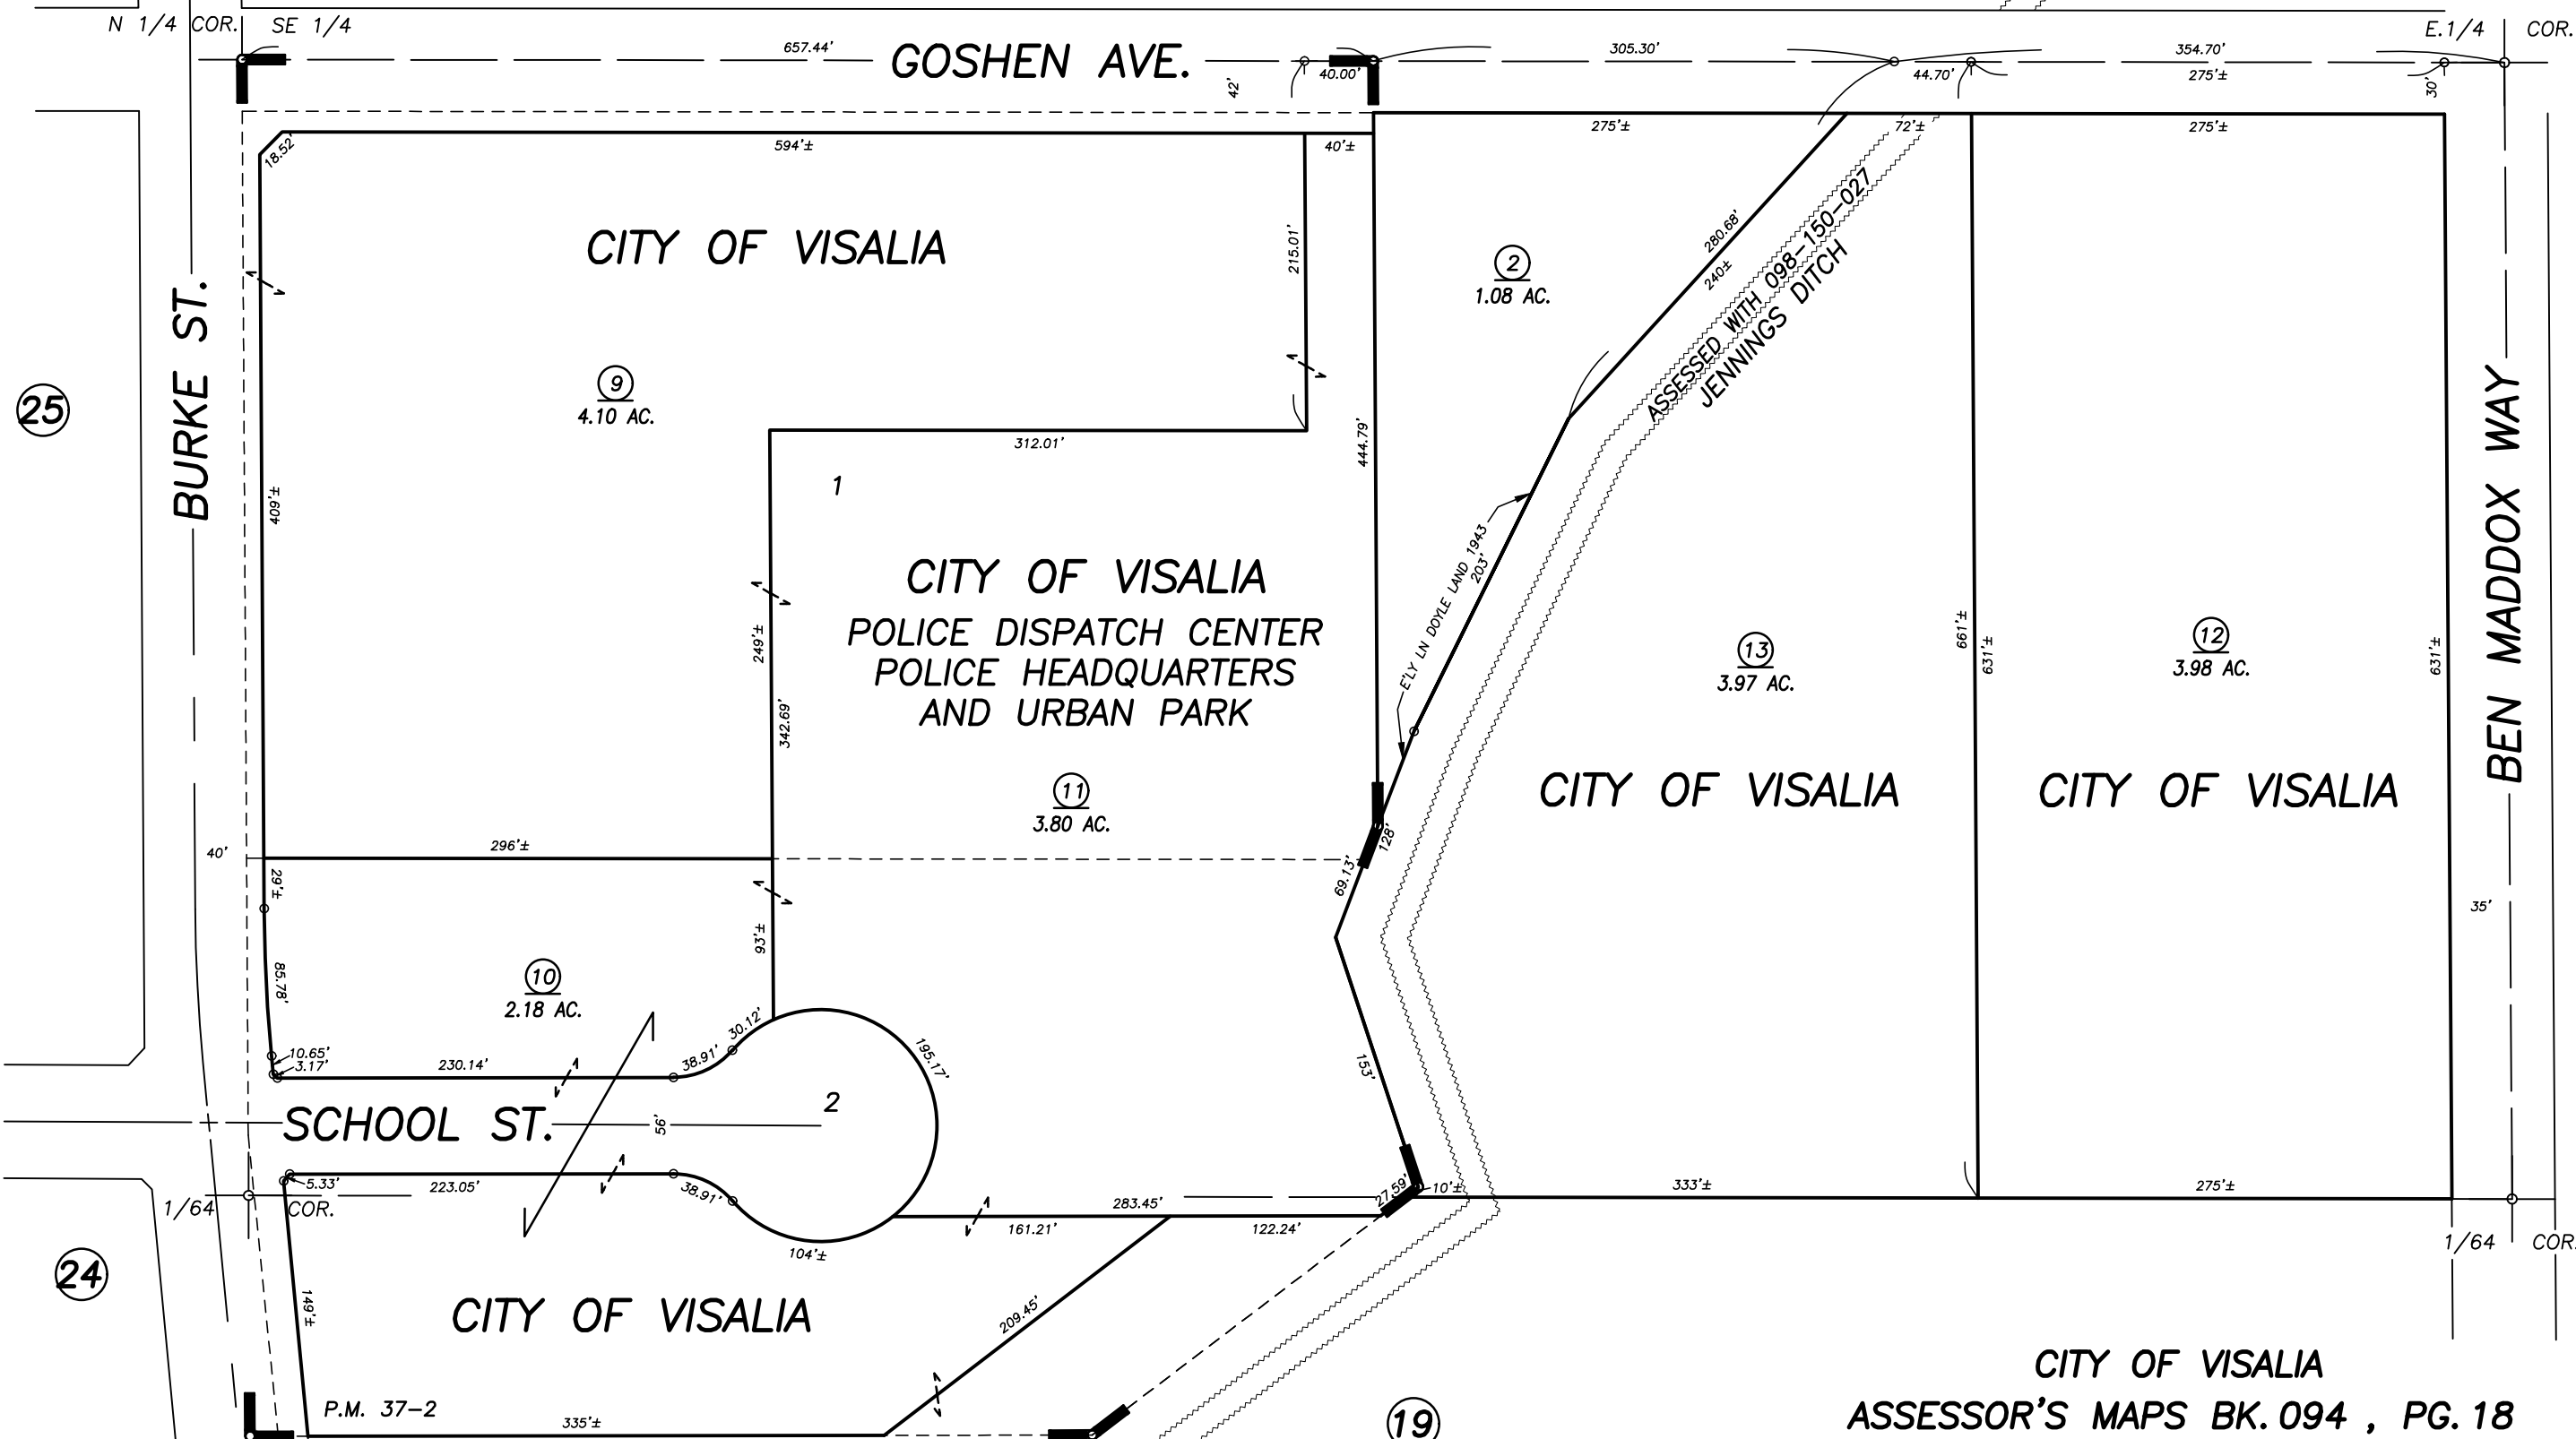 N 1/4 COR. SE 1/4
E. 1/4 COR.
657.44'
GOSHEN AVE.
42'
40.00'
305.30'
44.70'
354.70'
275'±
30'
18.52'
594'±
40'±
275'±
72'±
275'±
CITY OF VISALIA
215.01'
2
1.08 AC.
280.68'
240±
ASSESSED WITH 098-150-027
JENNINGS DITCH
BURKE ST.
25
9
4.10 AC.
409'±
312.01'
1
444.79'
CITY OF VISALIA
POLICE DISPATCH CENTER
POLICE HEADQUARTERS
AND URBAN PARK
249'±
342.69'
11
3.80 AC.
E'LY LN DOYLE LAND 1943
203'
13
3.97 AC.
661'±
631'±
12
3.98 AC.
631'±
BEN MADDOX WAY
CITY OF VISALIA
CITY OF VISALIA
40'
296'±
128'
69.13'
29'±
35'
93'±
85.78'
10
2.18 AC.
10.65'
3.17'
230.14'
38.91'
30.12'
195.17'
153'
SCHOOL ST.
56'
2
5.33'
223.05'
38.91'
1/64 COR.
104'±
283.45'
161.21'
122.24'
27.59'
10'±
333'±
275'±
1/64 COR.
24
149'±
CITY OF VISALIA
209.45'
P.M. 37-2
335'±
19
CITY OF VISALIA
ASSESSOR'S MAPS BK. 094 , PG. 18